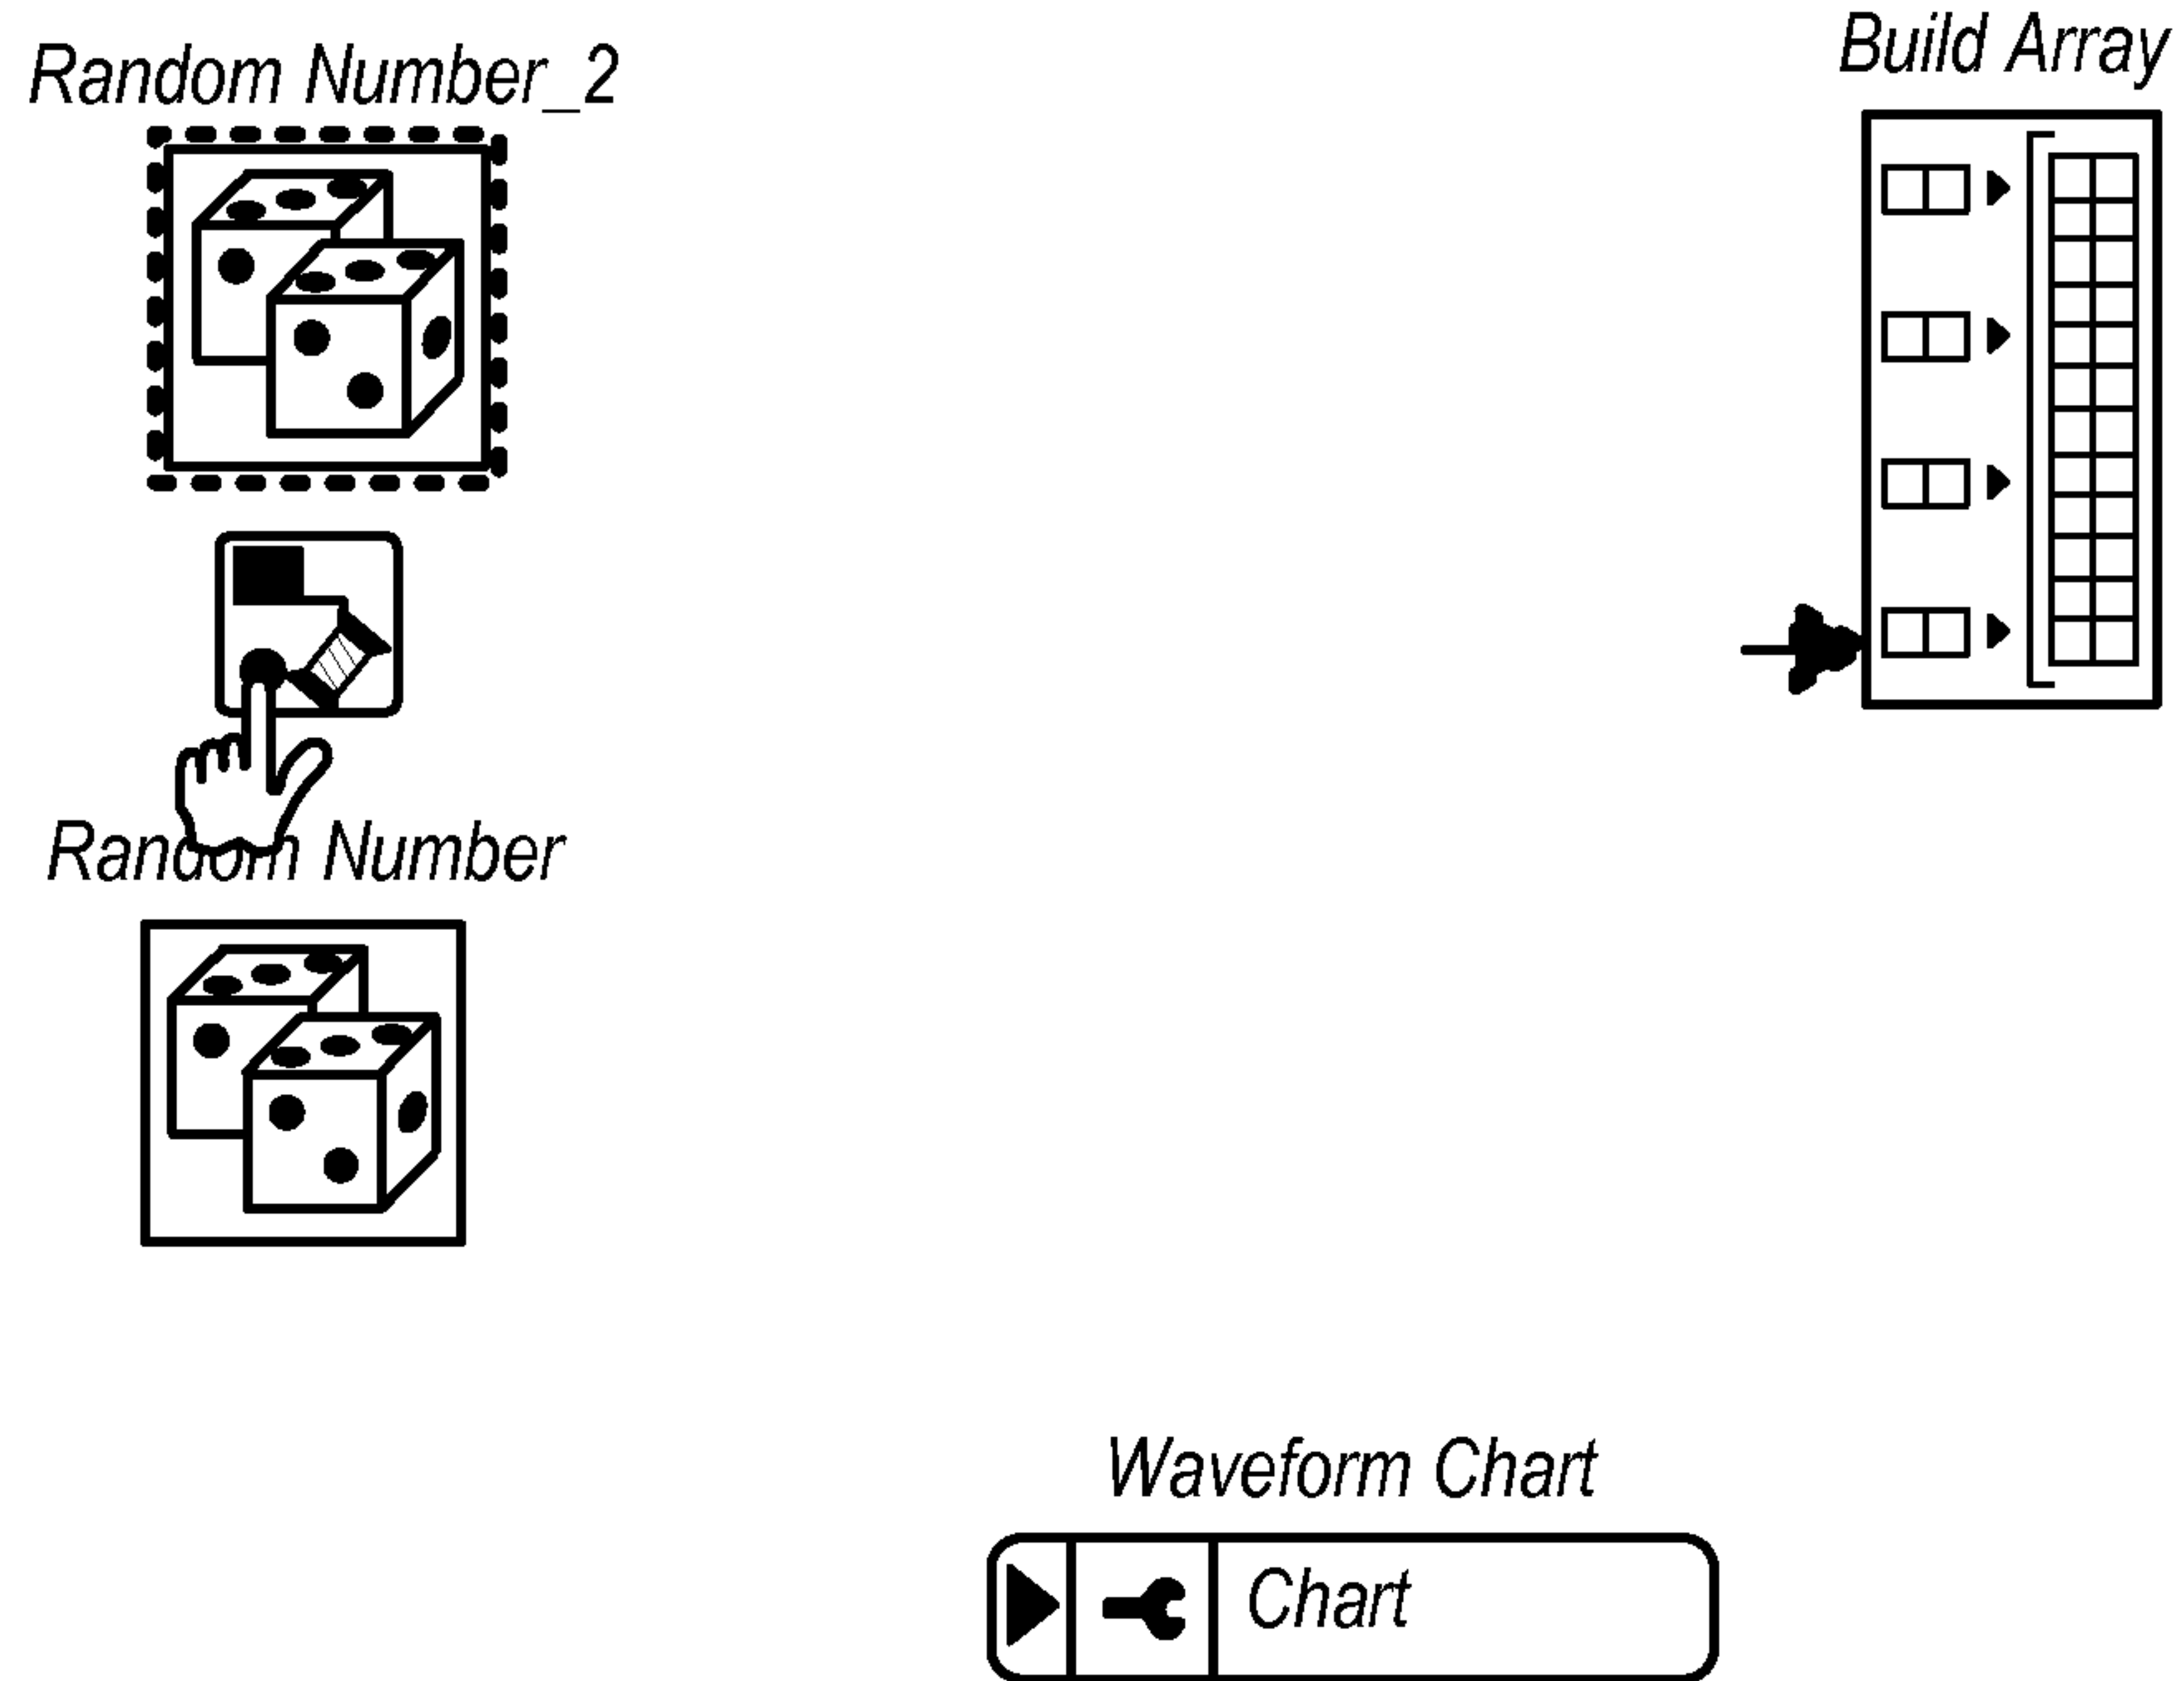 Random Number_2
Build Array
Random Number
Waveform Chart
Chart